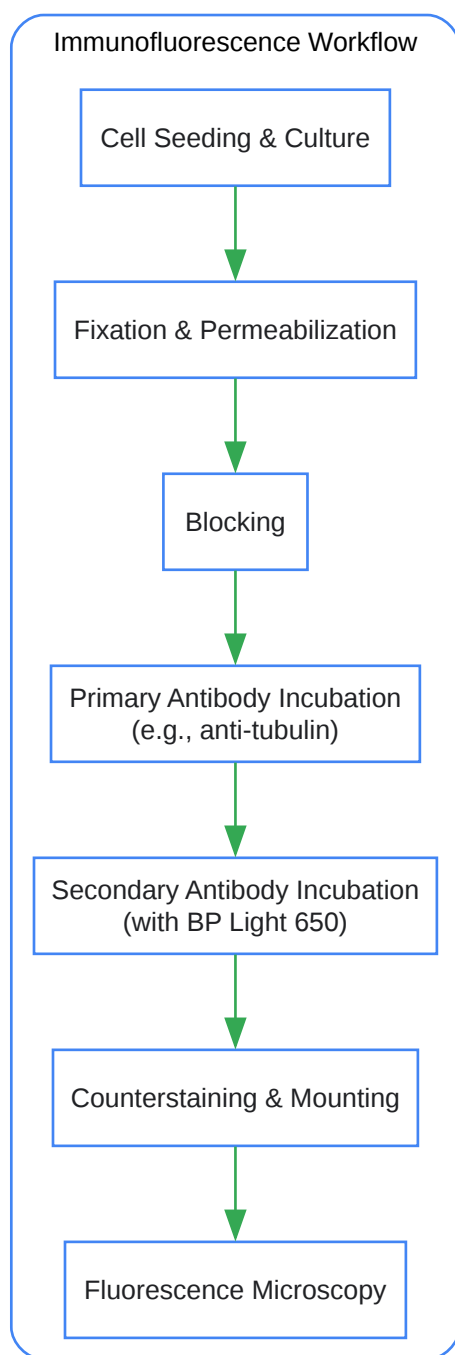 Immunofluorescence Workflow
Cell Seeding & Culture
Fixation & Permeabilization
Blocking
Primary Antibody Incubation
(e.g., anti-tubulin)
Secondary Antibody Incubation
(with BP Light 650)
Counterstaining & Mounting
Fluorescence Microscopy